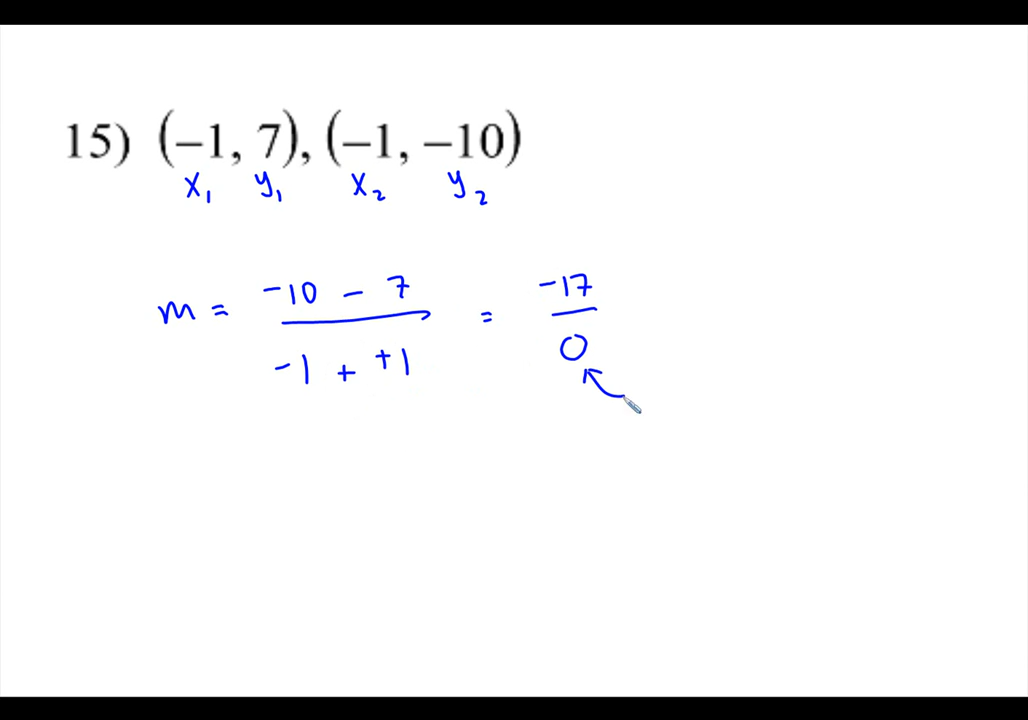 15) (−1, 7), (−1, −10)
x₁ y₁ x₂ y₂
m = -10 - 7 = -17
-1 + +1 0